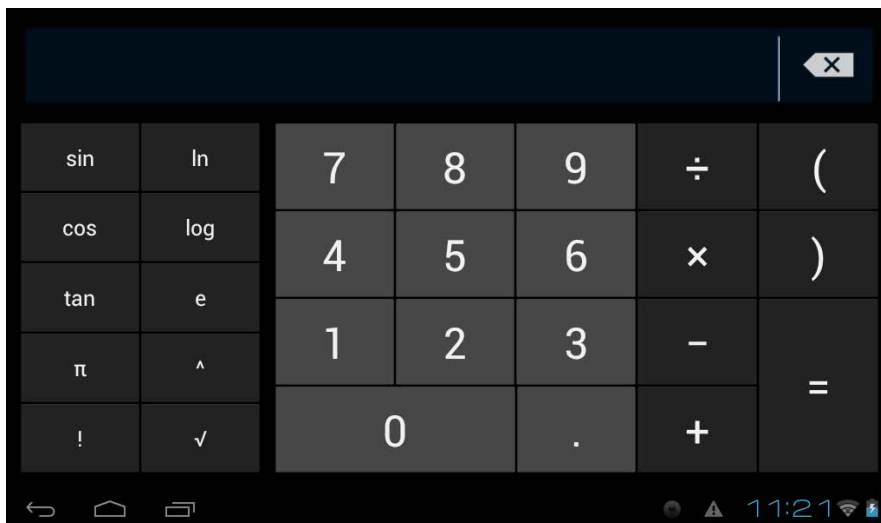 sin ln 7 8 9 ÷ (
cos log 4 5 6 × )
tan e 1 2 3 − =
π ^ 0 . +
! √
11:21